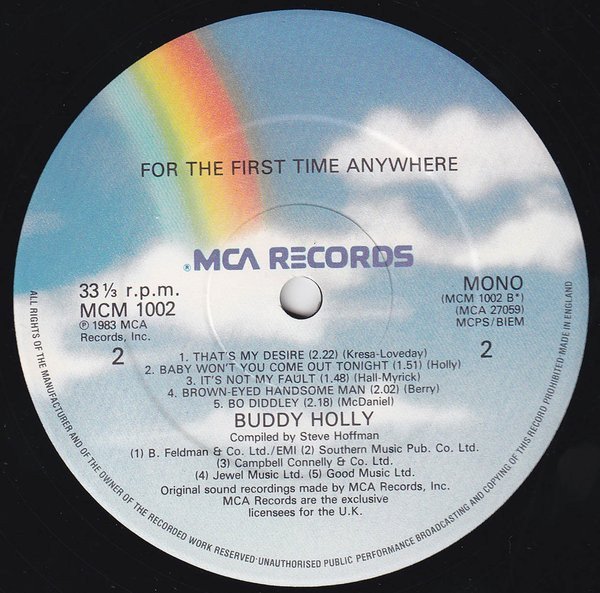 FOR THE FIRST TIME ANYWHERE
® MCA RECORDS
33⅓ r.p.m.
MCM 1002
℗ 1983 MCA
Records, Inc.
2
MONO
(MCM 1002 B*)
(MCA 27059)
MCPS/BIEM
2
1. THAT'S MY DESIRE (2.22) (Kresa-Loveday)
2. BABY WON'T YOU COME OUT TONIGHT (1.51) (Holly)
3. IT'S NOT MY FAULT (1.48) (Hall-Myrick)
4. BROWN-EYED HANDSOME MAN (2.02) (Berry)
5. BO DIDDLEY (2.18) (McDaniel)
BUDDY HOLLY
Compiled by Steve Hoffman
(1) B. Feldman & Co. Ltd./EMI (2) Southern Music Pub. Co. Ltd.
(3) Campbell Connelly & Co. Ltd.
(4) Jewel Music Ltd. (5) Good Music Ltd.
Original sound recordings made by MCA Records, Inc.
MCA Records are the exclusive
licensees for the U.K.
ALL RIGHTS OF THE MANUFACTURER AND OF THE OWNER OF THE RECORDED WORK RESERVED·UNAUTHORISED PUBLIC PERFORMANCE BROADCASTING AND COPYING OF THIS RECORD PROHIBITED·MADE IN ENGLAND